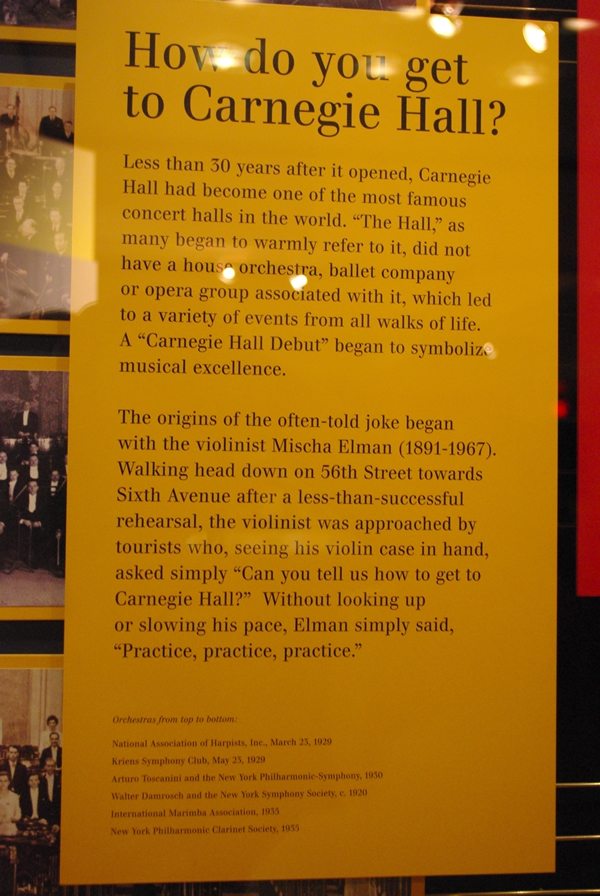 How do you get
to Carnegie Hall?
Less than 30 years after it opened, Carnegie
Hall had become one of the most famous
concert halls in the world. “The Hall,” as
many began to warmly refer to it, did not
have a house orchestra, ballet company
or opera group associated with it, which led
to a variety of events from all walks of life.
A “Carnegie Hall Debut” began to symbolize
musical excellence.
The origins of the often-told joke began
with the violinist Mischa Elman (1891-1967).
Walking head down on 56th Street towards
Sixth Avenue after a less-than-successful
rehearsal, the violinist was approached by
tourists who, seeing his violin case in hand,
asked simply “Can you tell us how to get to
Carnegie Hall?” Without looking up
or slowing his pace, Elman simply said,
“Practice, practice, practice.”
Orchestras from top to bottom:
National Association of Harpists, Inc., March 23, 1929
Kriens Symphony Club, May 23, 1929
Arturo Toscanini and the New York Philharmonic-Symphony, 1930
Walter Damrosch and the New York Symphony Society, c. 1920
International Marimba Association, 1935
New York Philharmonic Clarinet Society, 1935